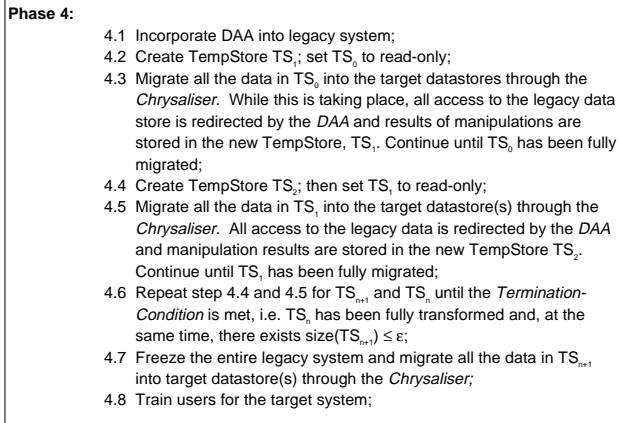 Phase 4:
4.1 Incorporate DAA into legacy system;
4.2 Create TempStore TS₁; set TS₀ to read-only;
4.3 Migrate all the data in TS₀ into the target datastores through the
Chrysaliser. While this is taking place, all access to the legacy data
store is redirected by the DAA and results of manipulations are
stored in the new TempStore, TS₁. Continue until TS₀ has been fully
migrated;
4.4 Create TempStore TS₂; then set TS₁ to read-only;
4.5 Migrate all the data in TS₁ into the target datastore(s) through the
Chrysaliser. All access to the legacy data is redirected by the DAA
and manipulation results are stored in the new TempStore TS₂.
Continue until TS₁ has been fully migrated;
4.6 Repeat step 4.4 and 4.5 for TSₙ₊₁ and TSₙ until the Termination-
Condition is met, i.e. TSₙ has been fully transformed and, at the
same time, there exists size(TSₙ₊₁) ≤ ε;
4.7 Freeze the entire legacy system and migrate all the data in TSₙ₊₁
into target datastore(s) through the Chrysaliser;
4.8 Train users for the target system;